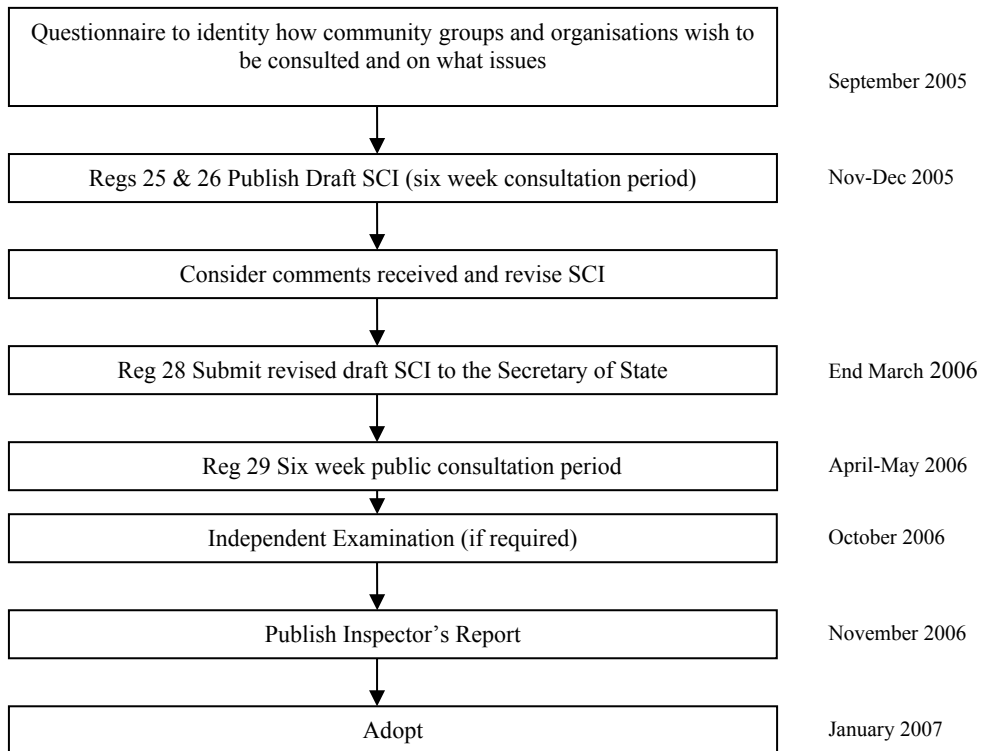 Questionnaire to identity how community groups and organisations wish to
be consulted and on what issues
September 2005
Regs 25 & 26 Publish Draft SCI (six week consultation period)
Nov-Dec 2005
Consider comments received and revise SCI
Reg 28 Submit revised draft SCI to the Secretary of State
End March 2006
Reg 29 Six week public consultation period
April-May 2006
Independent Examination (if required)
October 2006
Publish Inspector’s Report
November 2006
Adopt
January 2007